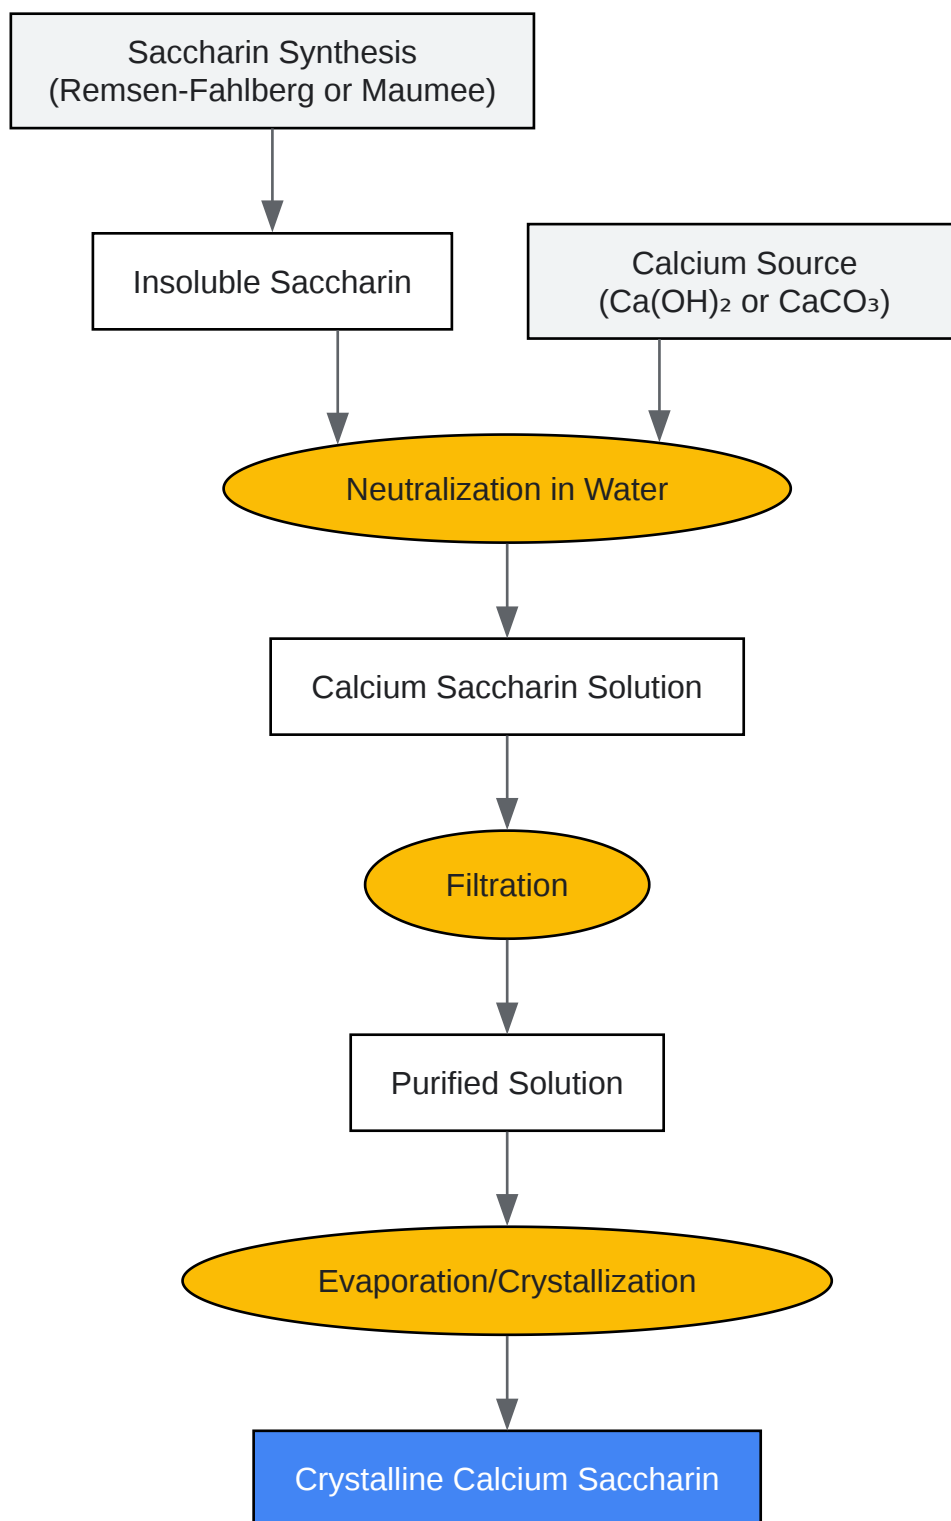 Saccharin Synthesis
(Remsen-Fahlberg or Maumee)
Insoluble Saccharin
Calcium Source
(Ca(OH)₂ or CaCO₃)
Neutralization in Water
Calcium Saccharin Solution
Filtration
Purified Solution
Evaporation/Crystallization
Crystalline Calcium Saccharin